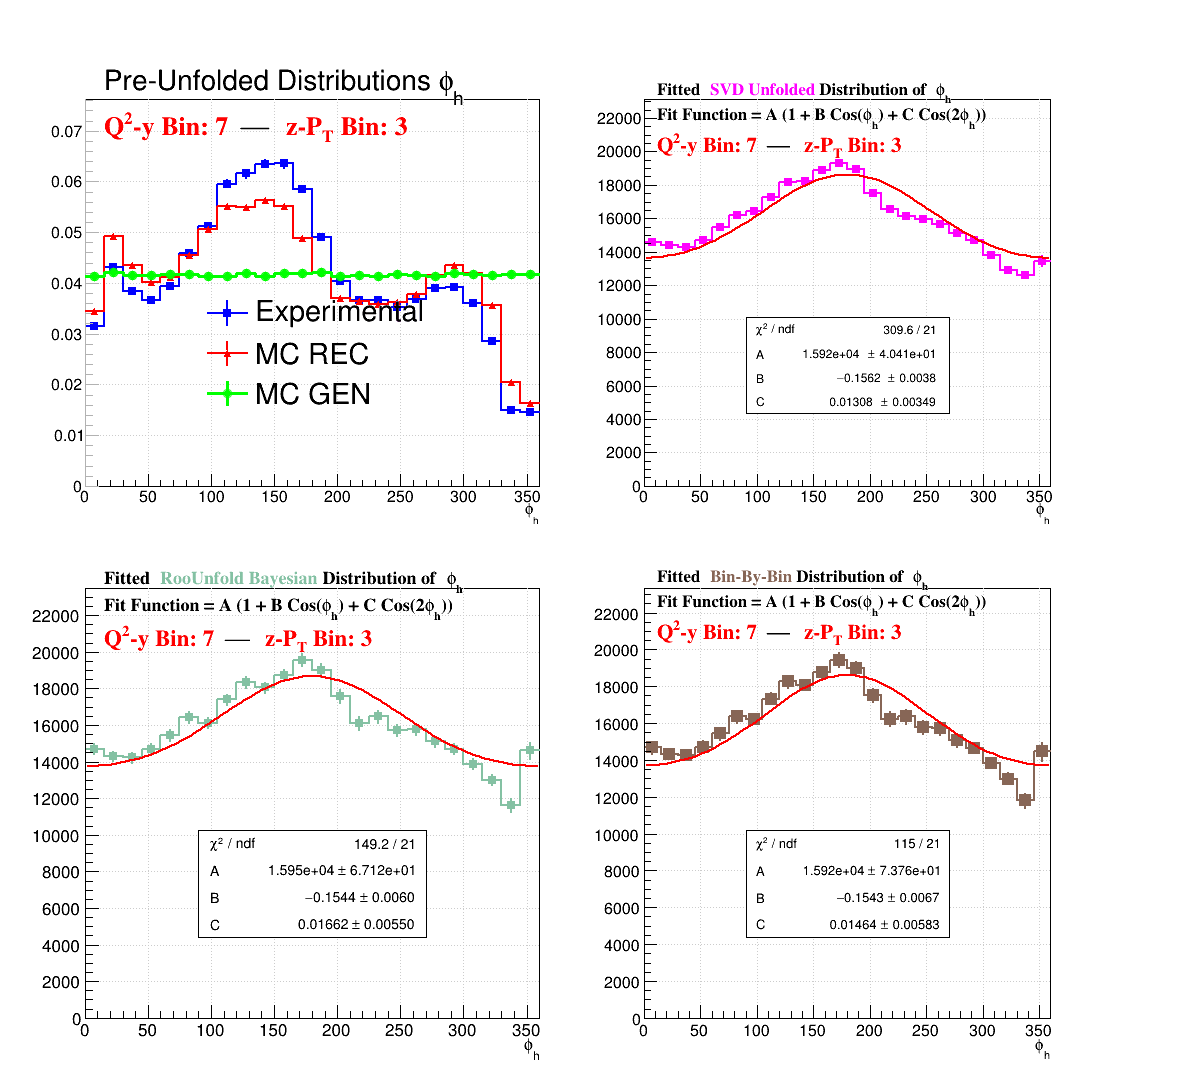 Pre-Unfolded Distributions ϕh
Q²-y Bin: 7 — z-PT Bin: 3
0.07
0.06
0.05
0.04
0.03
0.02
0.01
0
Experimental
MC REC
MC GEN
0 50 100 150 200 250 300 350
ϕh
Fitted SVD Unfolded Distribution of ϕh
Fit Function = A (1 + B Cos(ϕh) + C Cos(2ϕh))
Q²-y Bin: 7 — z-PT Bin: 3
22000
20000
18000
16000
14000
12000
10000
8000
6000
4000
2000
0
χ² / ndf 309.6 / 21
A 1.592e+04 ± 4.041e+01
B −0.1562 ± 0.0038
C 0.01308 ± 0.00349
0 50 100 150 200 250 300 350
ϕh
Fitted RooUnfold Bayesian Distribution of ϕh
Fit Function = A (1 + B Cos(ϕh) + C Cos(2ϕh))
Q²-y Bin: 7 — z-PT Bin: 3
22000
20000
18000
16000
14000
12000
10000
8000
6000
4000
2000
0
χ² / ndf 149.2 / 21
A 1.595e+04 ± 6.712e+01
B −0.1544 ± 0.0060
C 0.01662 ± 0.00550
0 50 100 150 200 250 300 350
ϕh
Fitted Bin-By-Bin Distribution of ϕh
Fit Function = A (1 + B Cos(ϕh) + C Cos(2ϕh))
Q²-y Bin: 7 — z-PT Bin: 3
22000
20000
18000
16000
14000
12000
10000
8000
6000
4000
2000
0
χ² / ndf 115 / 21
A 1.592e+04 ± 7.376e+01
B −0.1543 ± 0.0067
C 0.01464 ± 0.00583
0 50 100 150 200 250 300 350
ϕh